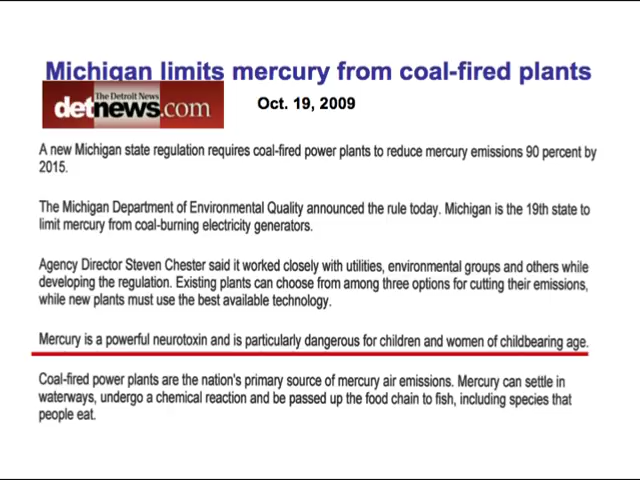 Michigan limits mercury from coal-fired plants
The Detroit News
detnews.com
Oct. 19, 2009
A new Michigan state regulation requires coal-fired power plants to reduce mercury emissions 90 percent by
2015.
The Michigan Department of Environmental Quality announced the rule today. Michigan is the 19th state to
limit mercury from coal-burning electricity generators.
Agency Director Steven Chester said it worked closely with utilities, environmental groups and others while
developing the regulation. Existing plants can choose from among three options for cutting their emissions,
while new plants must use the best available technology.
Mercury is a powerful neurotoxin and is particularly dangerous for children and women of childbearing age.
Coal-fired power plants are the nation's primary source of mercury air emissions. Mercury can settle in
waterways, undergo a chemical reaction and be passed up the food chain to fish, including species that
people eat.